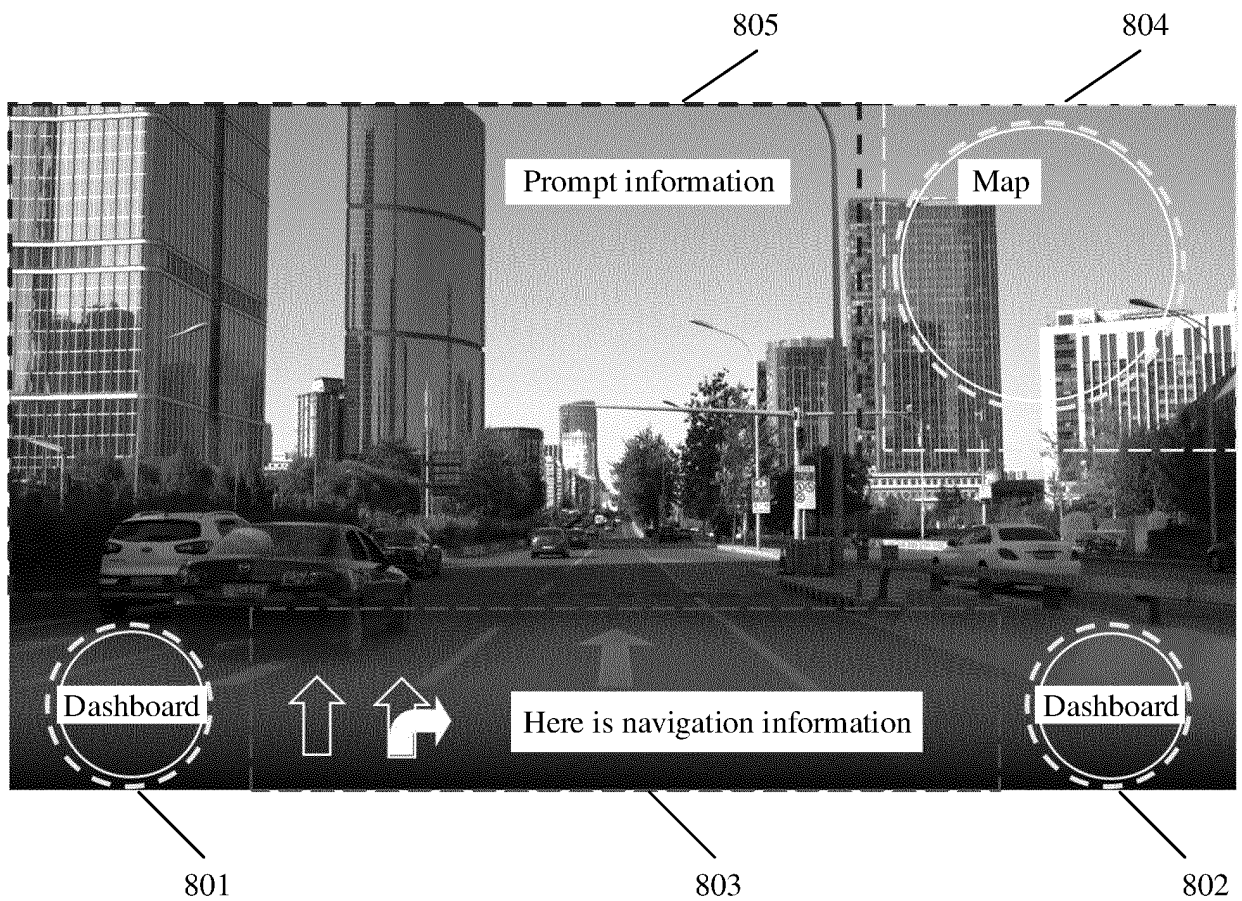 805
804
Prompt information
Map
Dashboard
Here is navigation information
Dashboard
801
803
802